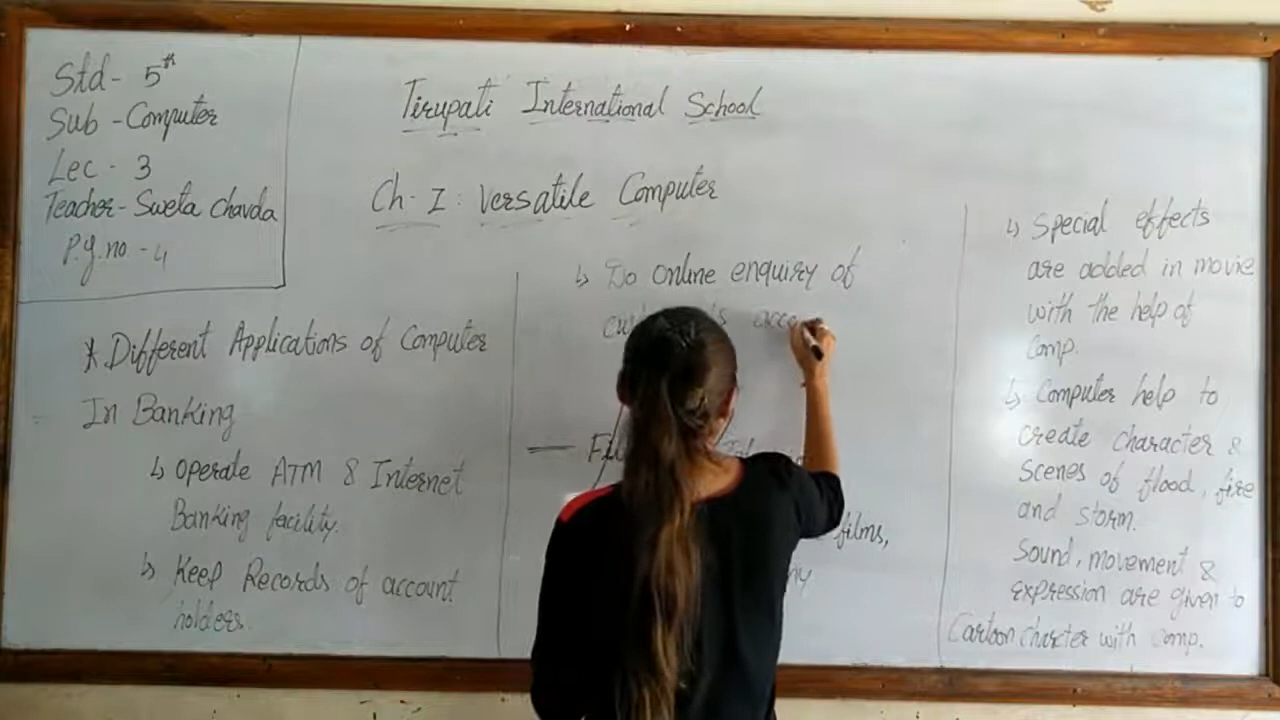 Std- 5th
Sub - Computer
Lec - 3
Teacher- Sweta Chavda
P.g.no - 4
Tirupati International School
Ch- I : Versatile Computer
* Different Applications of Computer
In Banking
↳ Operate ATM & Internet
Banking facility.
↳ Keep Records of account
holders.
↳ Do online enquiry of
films,
↳ Special effects
are added in movie
with the help of
Comp.
↳ Computer help to
create character &
Scenes of flood, fire
and storm.
Sound, movement &
expression are given to
Cartoon charcter with comp.